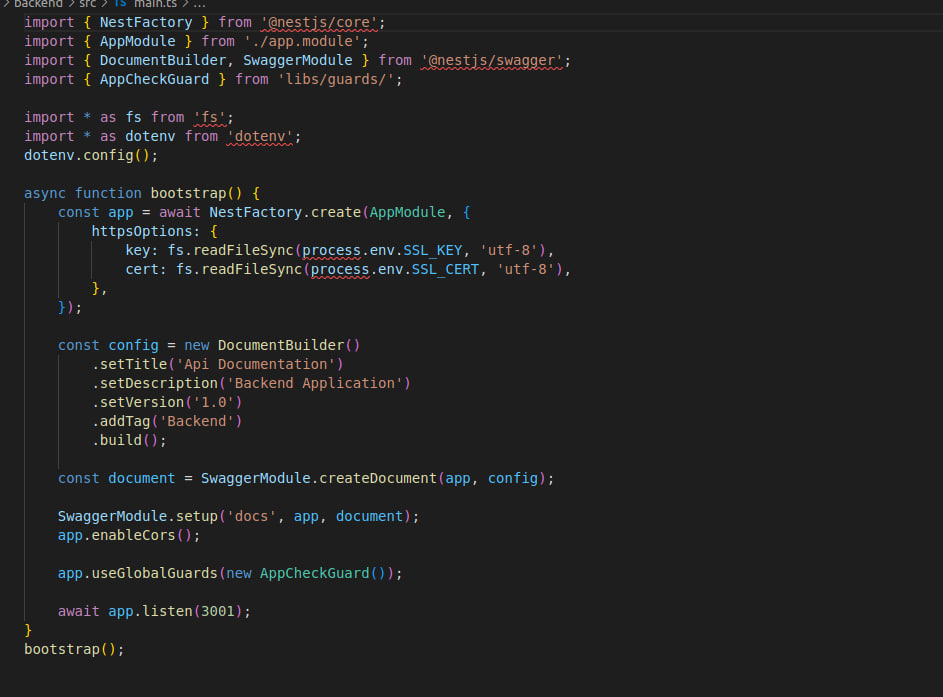 > backend > src > TS main.ts > ...
import { NestFactory } from '@nestjs/core';
import { AppModule } from './app.module';
import { DocumentBuilder, SwaggerModule } from '@nestjs/swagger';
import { AppCheckGuard } from 'libs/guards/';
import * as fs from 'fs';
import * as dotenv from 'dotenv';
dotenv.config();
async function bootstrap() {
    const app = await NestFactory.create(AppModule, {
        httpsOptions: {
            key: fs.readFileSync(process.env.SSL_KEY, 'utf-8'),
            cert: fs.readFileSync(process.env.SSL_CERT, 'utf-8'),
        },
    });
    const config = new DocumentBuilder()
        .setTitle('Api Documentation')
        .setDescription('Backend Application')
        .setVersion('1.0')
        .addTag('Backend')
        .build();
    const document = SwaggerModule.createDocument(app, config);
    SwaggerModule.setup('docs', app, document);
    app.enableCors();
    app.useGlobalGuards(new AppCheckGuard());
    await app.listen(3001);
}
bootstrap();